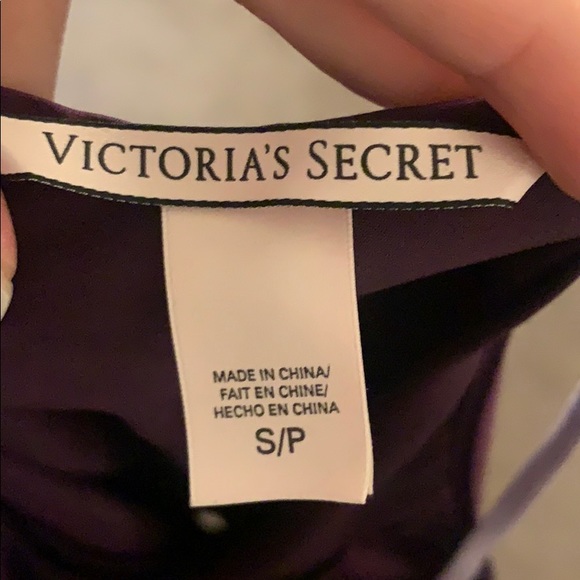 VICTORIA'S SECRET
MADE IN CHINA/
FAIT EN CHINE/
HECHO EN CHINA
S/P